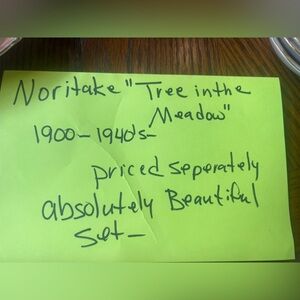 Noritake "Tree in the
Meadow"
1900-1940's-
priced seperately
absolutely Beautiful
Set-